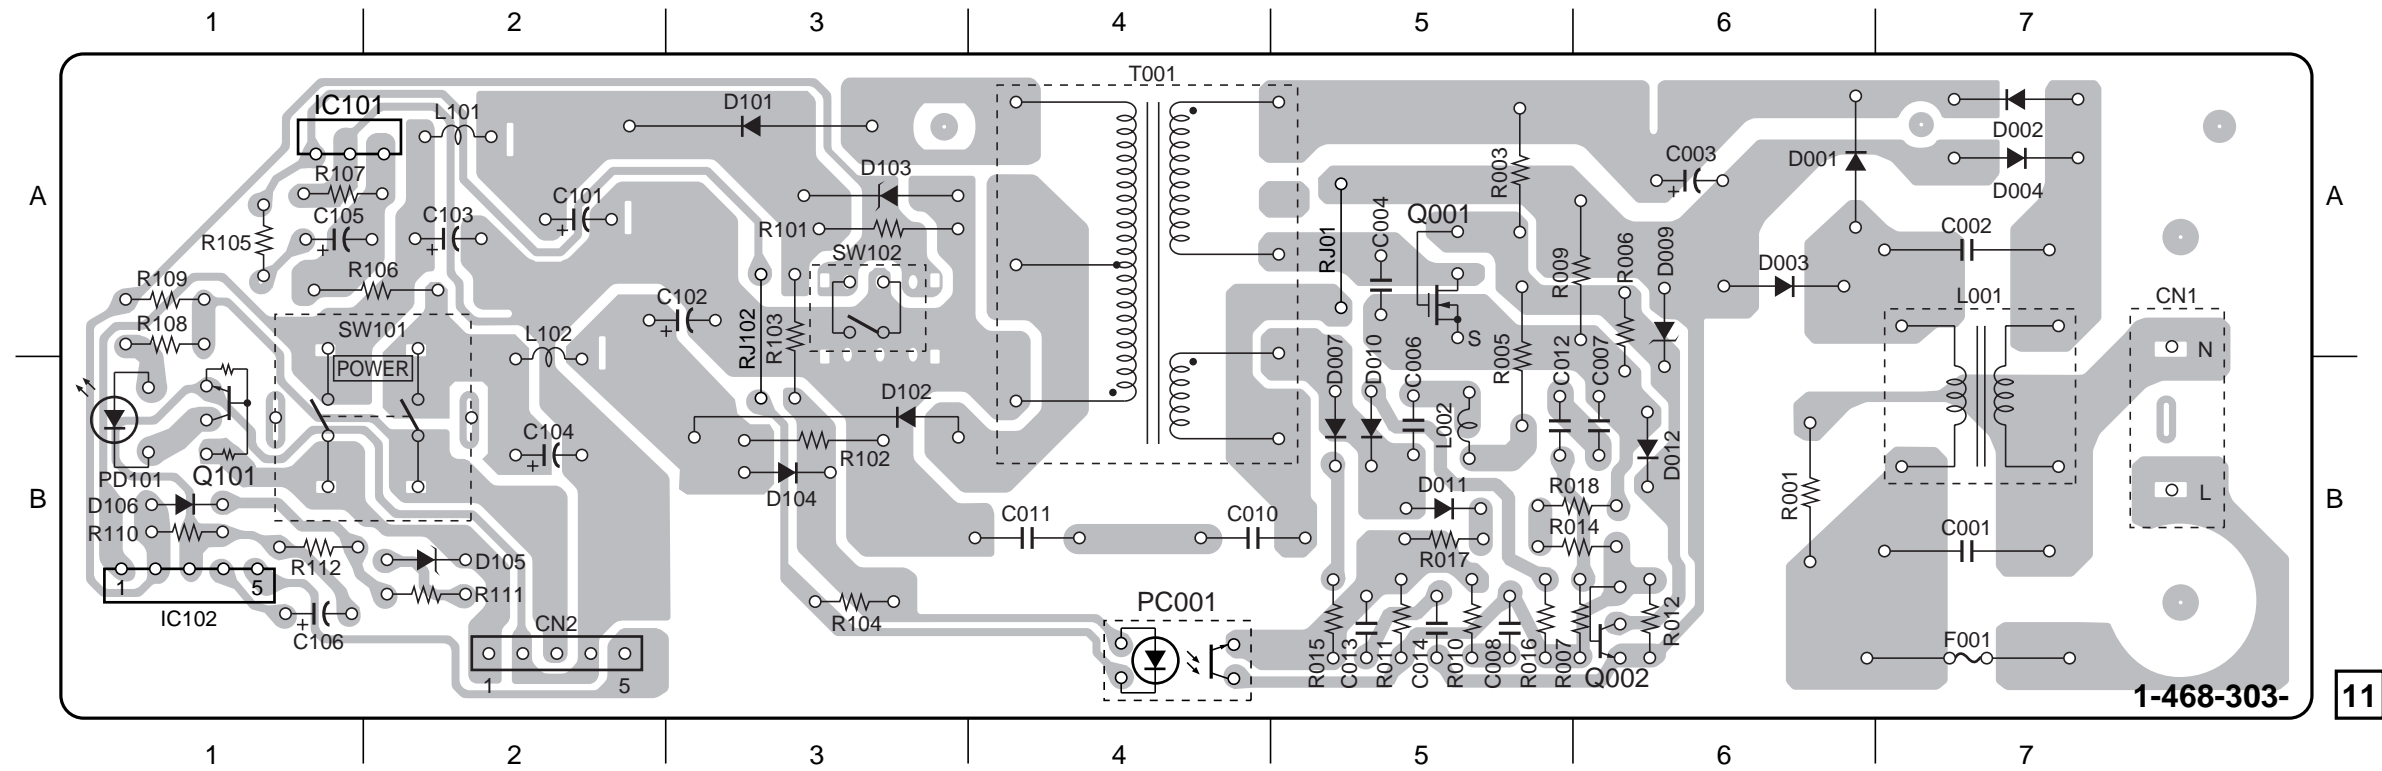 1 2 3 4 5 6 7
T001
IC101 L101 D101
D002
R107 D103 R003 C003 D001
D004
A C101 A
C105 C103 R101 C004 Q001 C002
R105 + + + SW102 + R006 D009
R109 R106 RJ01 R009 D003
C102 L001 CN1
R108 SW101 L102 + RJ102 R103 S N
POWER D007 D010 C006 R005 C012 C007
D102
C104 L002
+ R102 D012
PD101 Q101 D104
D106 D011 R018 R001 L
B B
R110 C011 C010 R014 C001
R112 D105 R017
1 5 R111
IC102 + CN2 R104 PC001 R012
C106 F001
1 5 R015 C013 R011 C014 R010 C008 R016 R007 Q002
1-468-303- 11
1 2 3 4 5 6 7